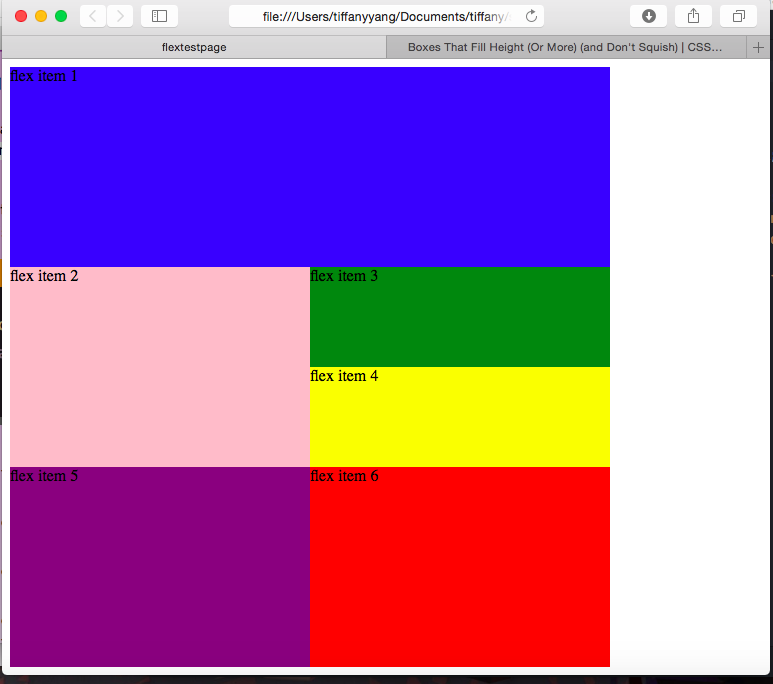 file:///Users/tiffanyyang/Documents/tiffany/
flextestpage
Boxes That Fill Height (Or More) (and Don't Squish) | CSS...
flex item 1
flex item 2
flex item 3
flex item 4
flex item 5
flex item 6